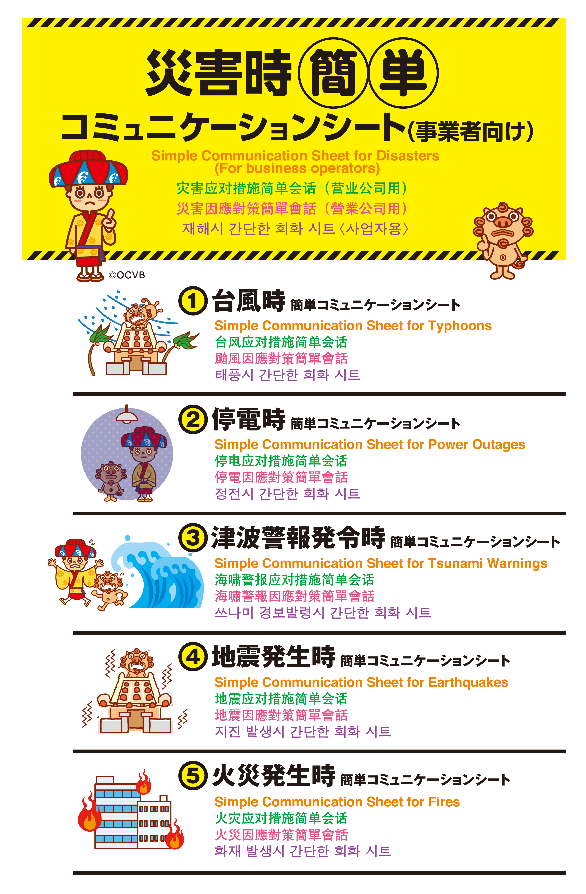 災害時 簡単
コミュニケーションシート(事業者向け)
Simple Communication Sheet for Disasters
(For business operators)
灾害应对措施简单会话（营业公司用）
災害因應對策簡單會話（營業公司用）
재해시 간단한 회화 시트〈사업자용〉
©OCVB
1 台風時 簡単コミュニケーションシート
Simple Communication Sheet for Typhoons
台风应对措施简单会话
颱風因應對策簡單會話
태풍시 간단한 회화 시트
2 停電時 簡単コミュニケーションシート
Simple Communication Sheet for Power Outages
停电应对措施简单会话
停電因應對策簡單會話
정전시 간단한 회화 시트
3 津波警報発令時 簡単コミュニケーションシート
Simple Communication Sheet for Tsunami Warnings
海啸警报应对措施简单会话
海嘯警報因應對策簡單會話
쓰나미 경보발령시 간단한 회화 시트
4 地震発生時 簡単コミュニケーションシート
Simple Communication Sheet for Earthquakes
地震应对措施简单会话
地震因應對策簡單會話
지진 발생시 간단한 회화 시트
5 火災発生時 簡単コミュニケーションシート
Simple Communication Sheet for Fires
火灾应对措施简单会话
火災因應對策簡單會話
화재 발생시 간단한 회화 시트